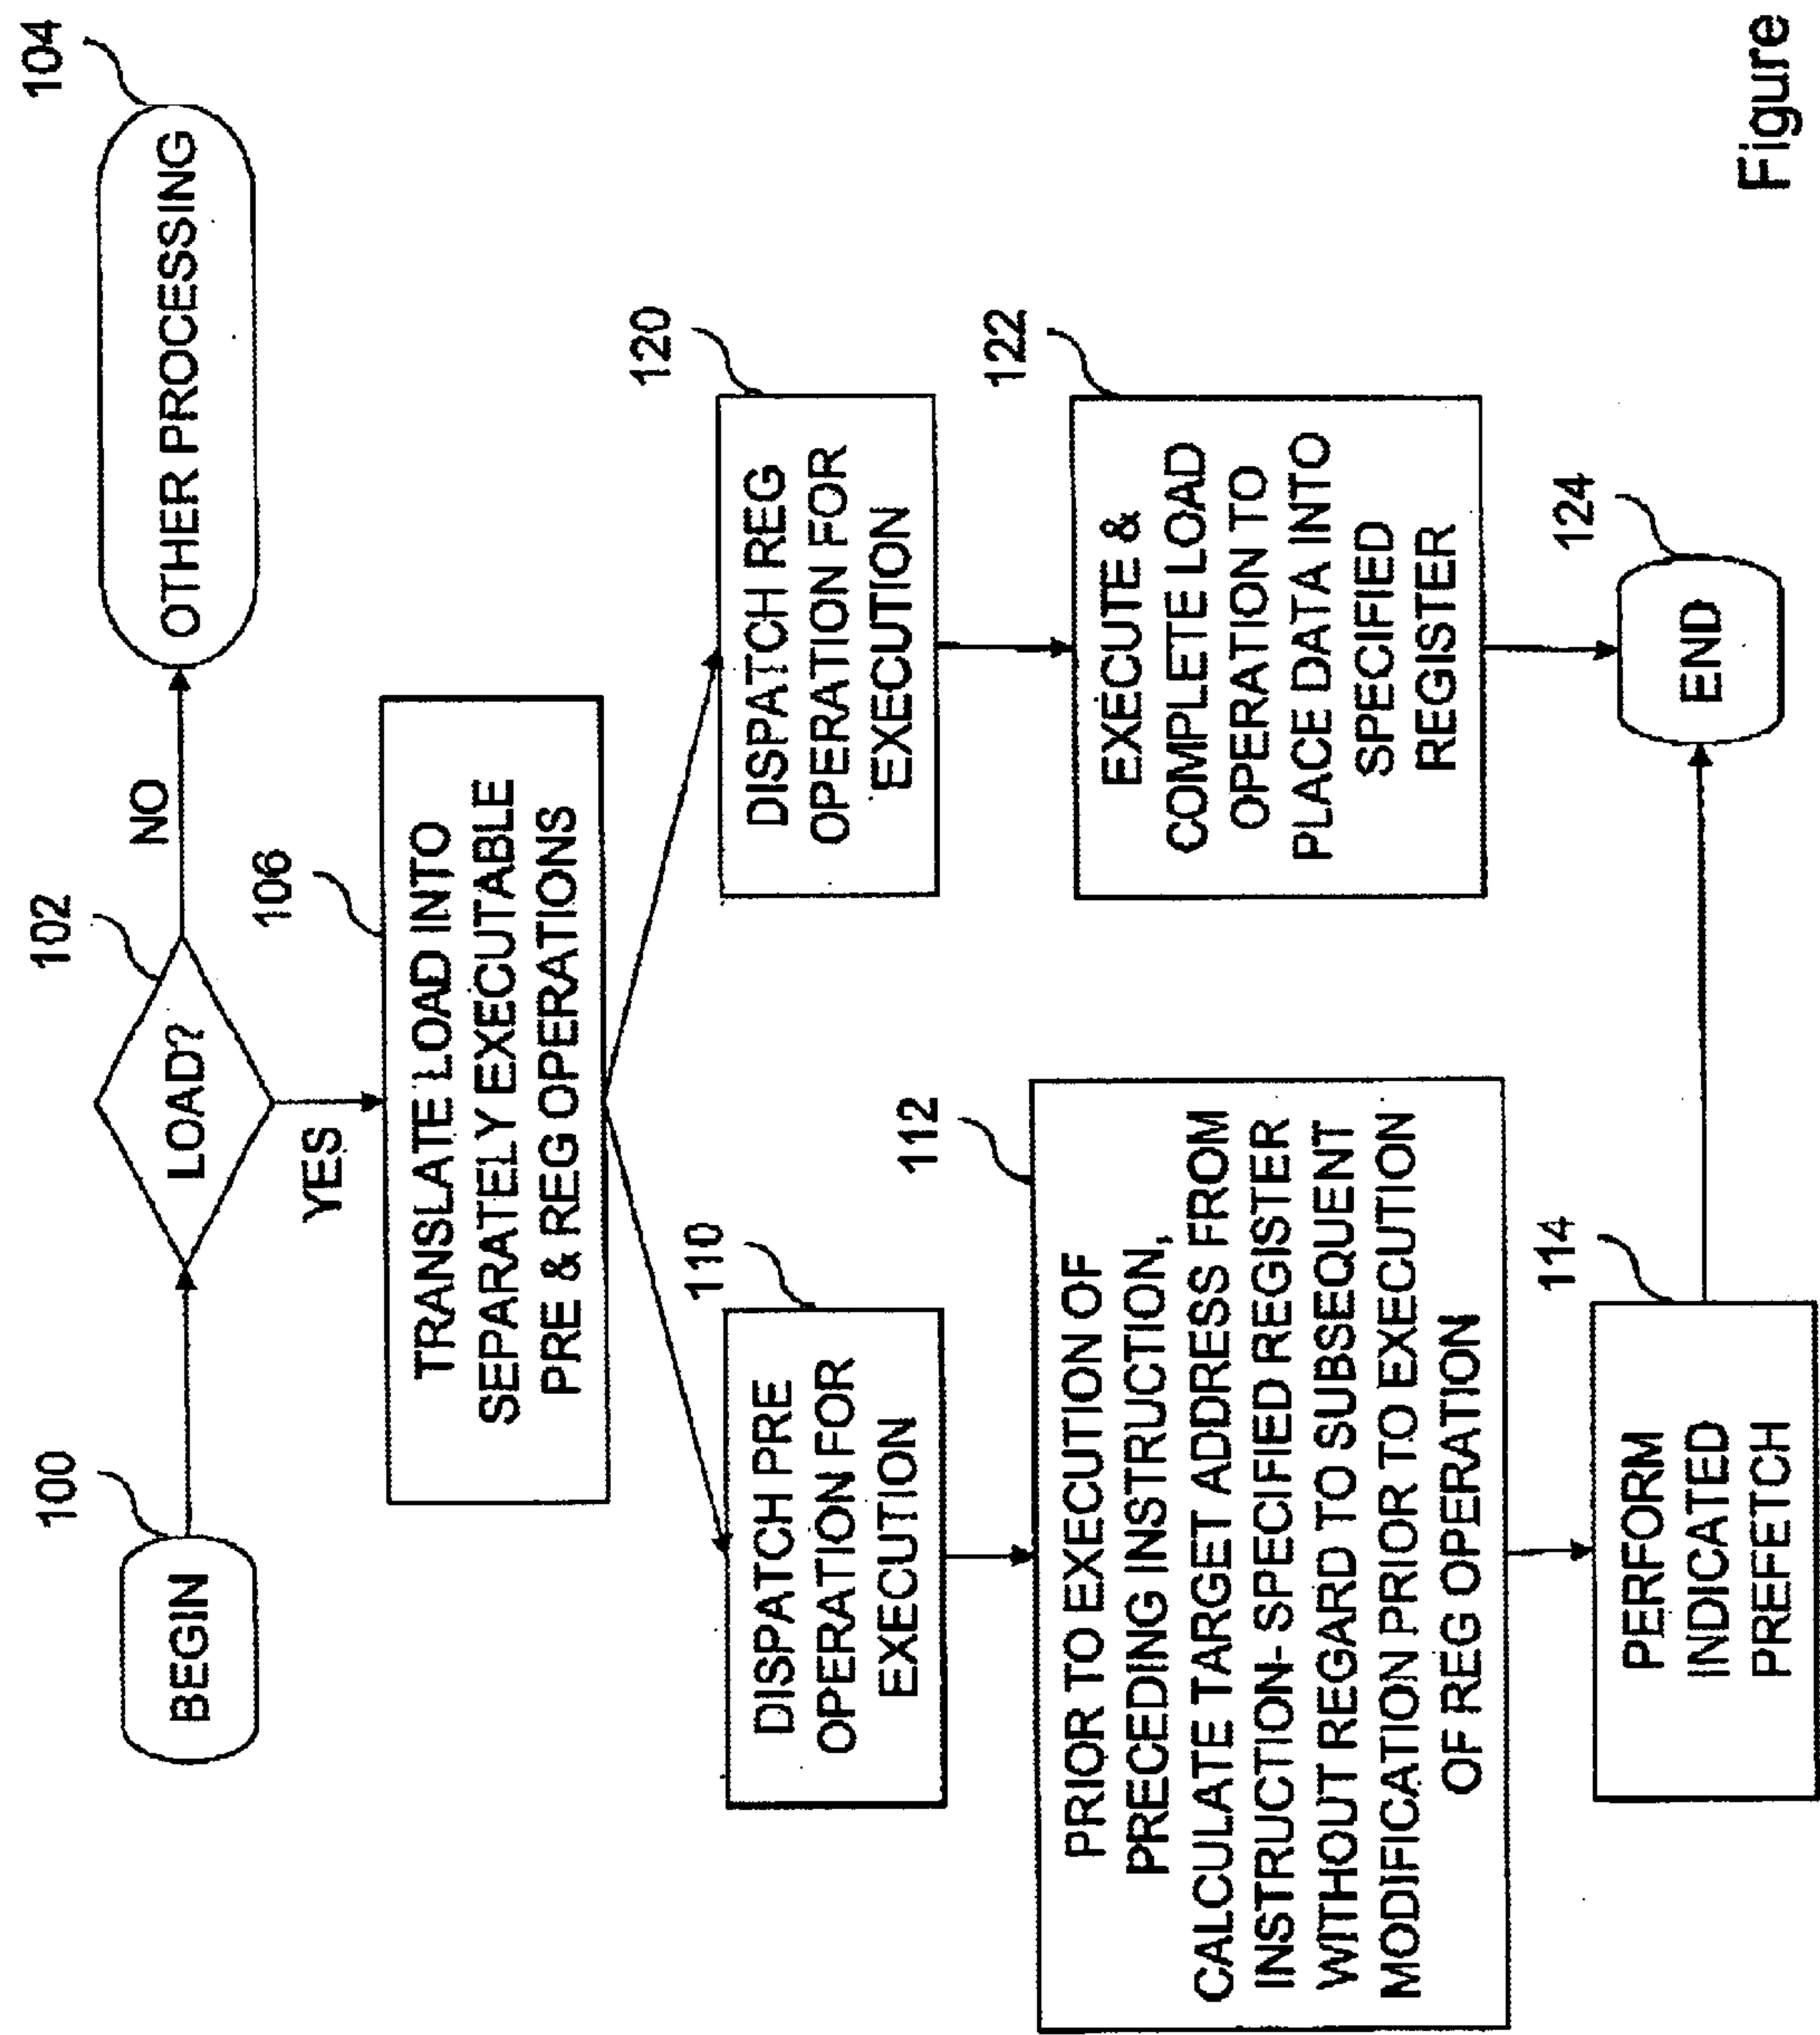 100
BEGIN
102
LOAD?
NO
104
OTHER PROCESSING
YES
106
TRANSLATE LOAD INTO
SEPARATELY EXECUTABLE
PRE & REG OPERATIONS
110
DISPATCH PRE
OPERATION FOR
EXECUTION
120
DISPATCH REG
OPERATION FOR
EXECUTION
112
PRIOR TO EXECUTION OF
PRECEDING INSTRUCTION,
CALCULATE TARGET ADDRESS FROM
INSTRUCTION- SPECIFIED REGISTER
WITHOUT REGARD TO SUBSEQUENT
MODIFICATION PRIOR TO EXECUTION
OF REG OPERATION
122
EXECUTE &
COMPLETE LOAD
OPERATION TO
PLACE DATA INTO
SPECIFIED
REGISTER
114
PERFORM
INDICATED
PREFETCH
124
END
Figure